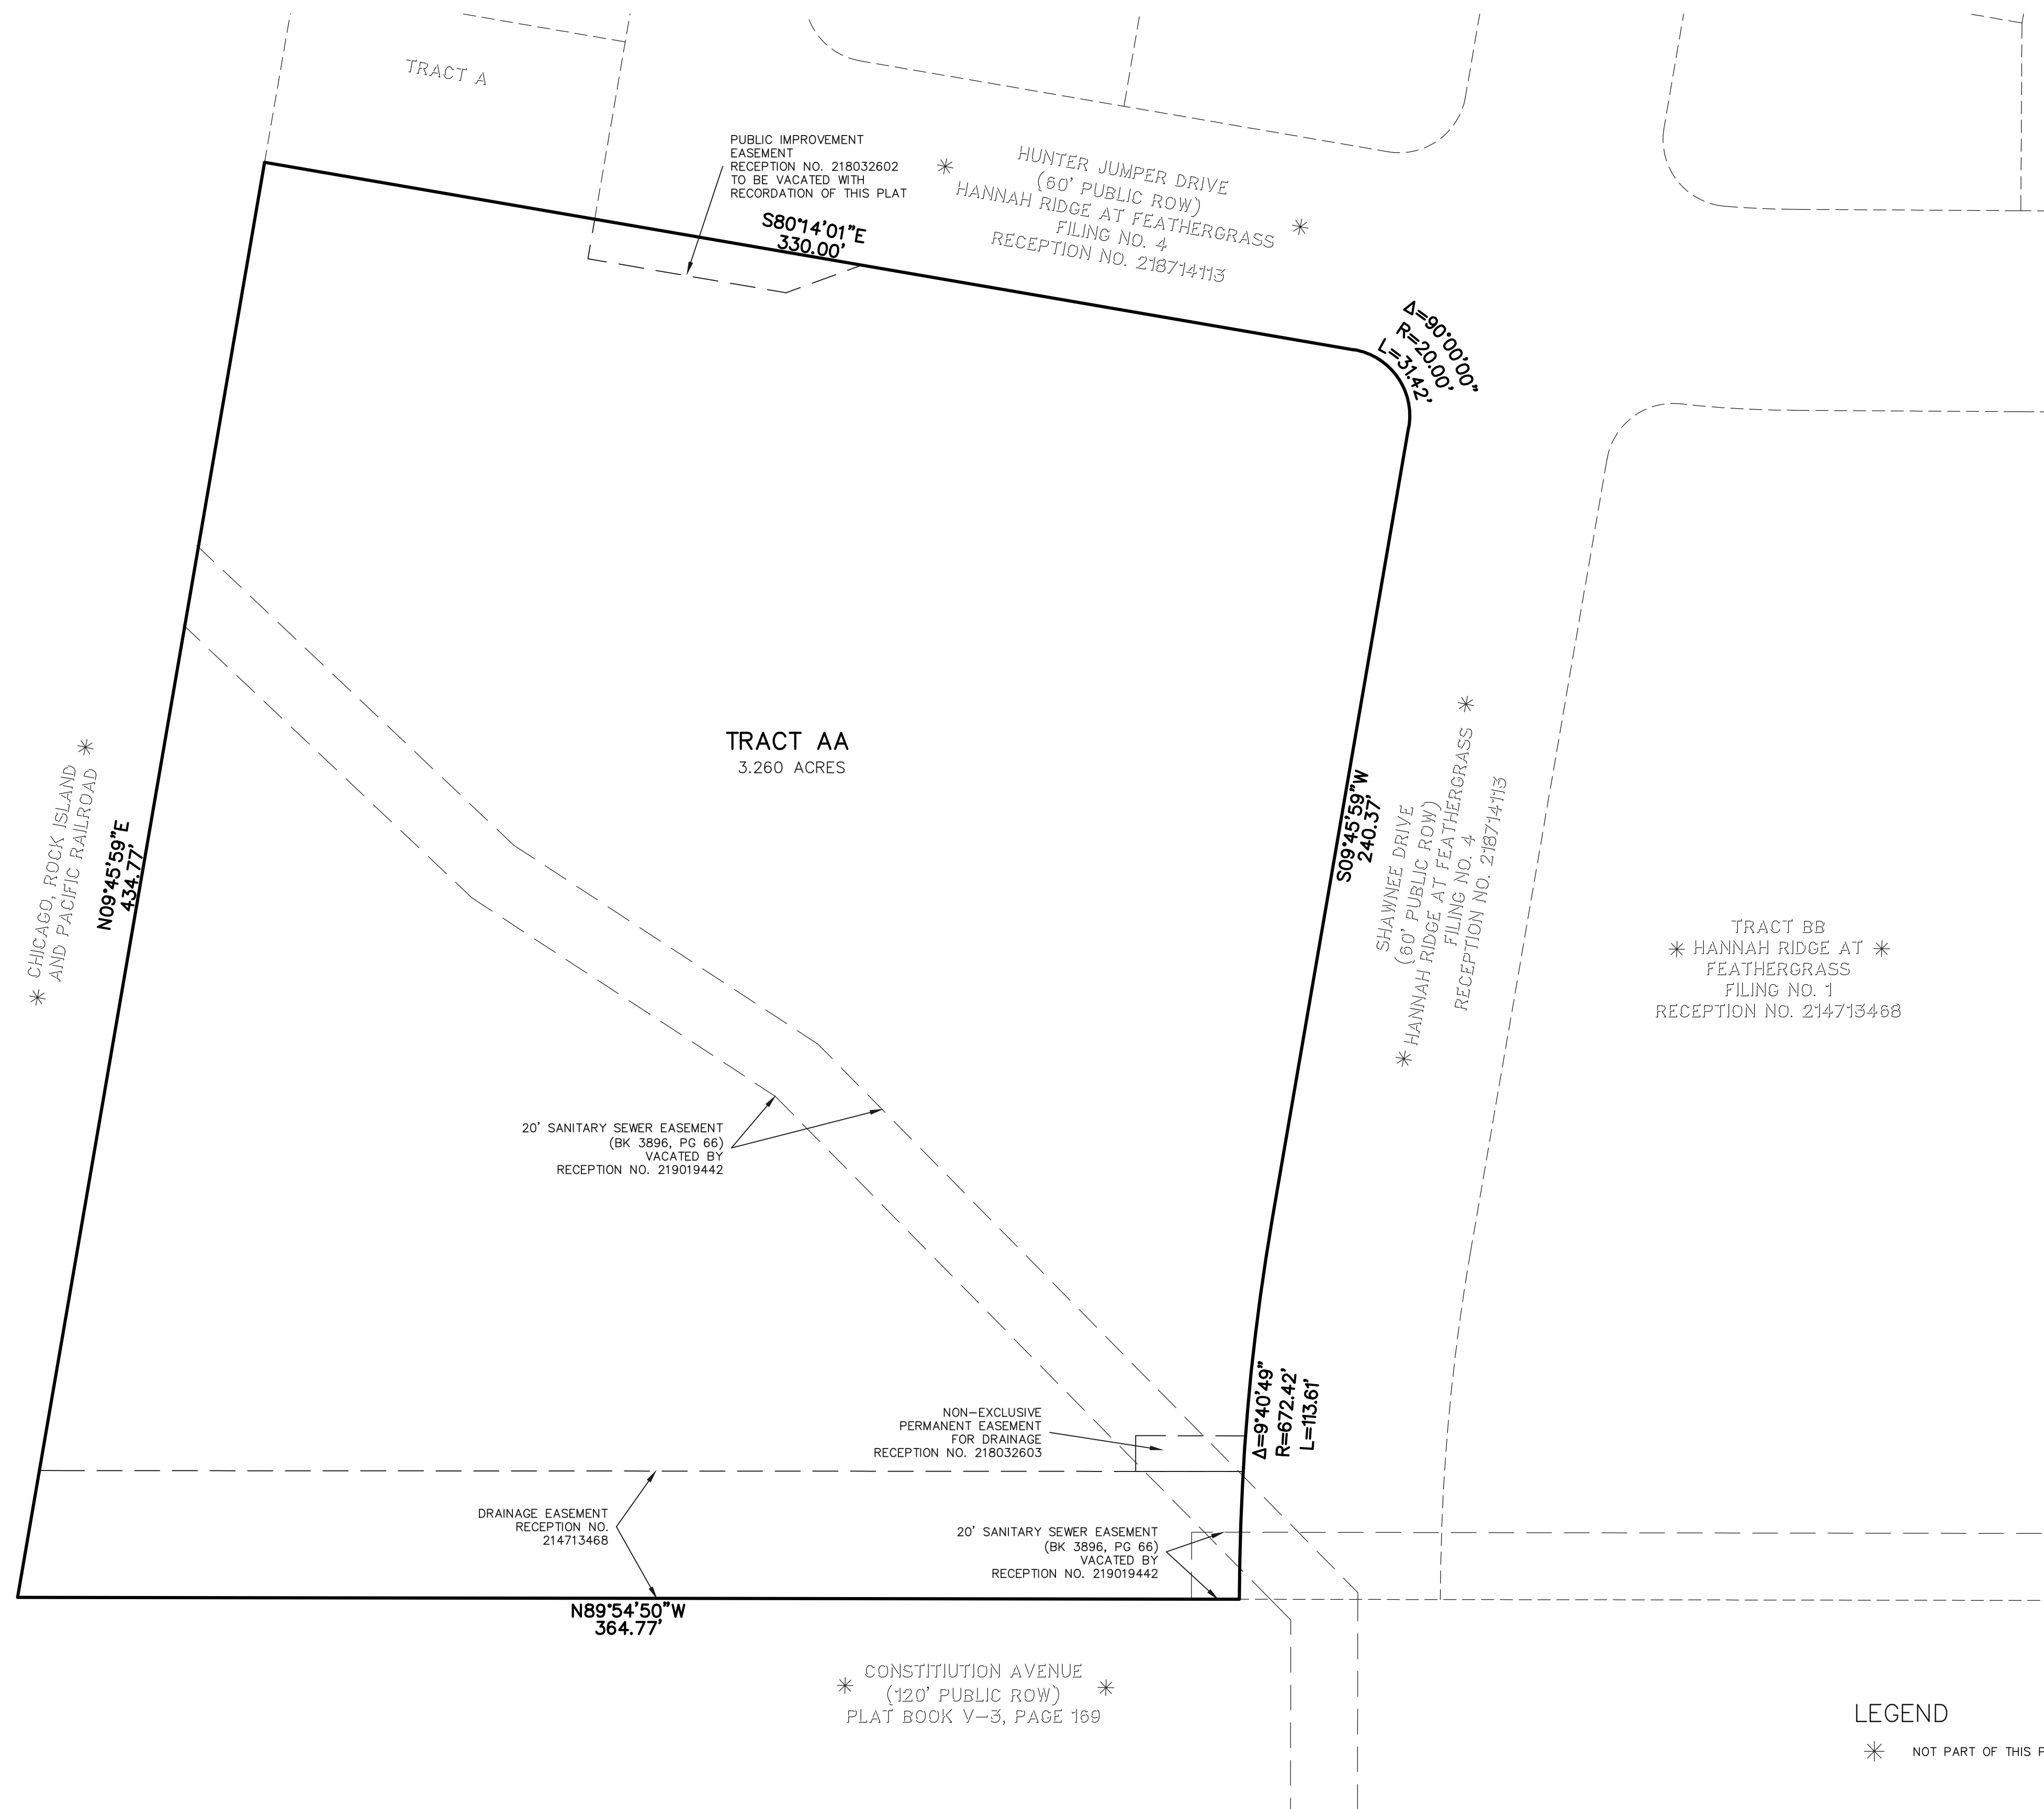 TRACT A
PUBLIC IMPROVEMENT
EASEMENT
RECEPTION NO. 218032602
TO BE VACATED WITH
RECORDATION OF THIS PLAT
HUNTER JUMPER DRIVE
(60' PUBLIC ROW)
HANNAH RIDGE AT FEATHERGRASS
FILING NO. 4
RECEPTION NO. 218714113
S80°14'01"E
330.00'
Δ=90°00'00"
R=20.00'
L=31.42'
TRACT AA
3.260 ACRES
CHICAGO, ROCK ISLAND
AND PACIFIC RAILROAD
N09°45'59"E
434.77'
S09°45'59"W
240.37'
SHAWNEE DRIVE
(60' PUBLIC ROW)
HANNAH RIDGE AT FEATHERGRASS
FILING NO. 4
RECEPTION NO. 218714113
TRACT BB
HANNAH RIDGE AT
FEATHERGRASS
FILING NO. 1
RECEPTION NO. 214713468
20' SANITARY SEWER EASEMENT
(BK 3896, PG 66)
VACATED BY
RECEPTION NO. 219019442
NON-EXCLUSIVE
PERMANENT EASEMENT
FOR DRAINAGE
RECEPTION NO. 218032603
Δ=9°40'49"
R=672.42'
L=113.61'
DRAINAGE EASEMENT
RECEPTION NO.
214713468
20' SANITARY SEWER EASEMENT
(BK 3896, PG 66)
VACATED BY
RECEPTION NO. 219019442
N89°54'50"W
364.77'
CONSTITIUTION AVENUE
(120' PUBLIC ROW)
PLAT BOOK V-3, PAGE 169
LEGEND
NOT PART OF THIS P